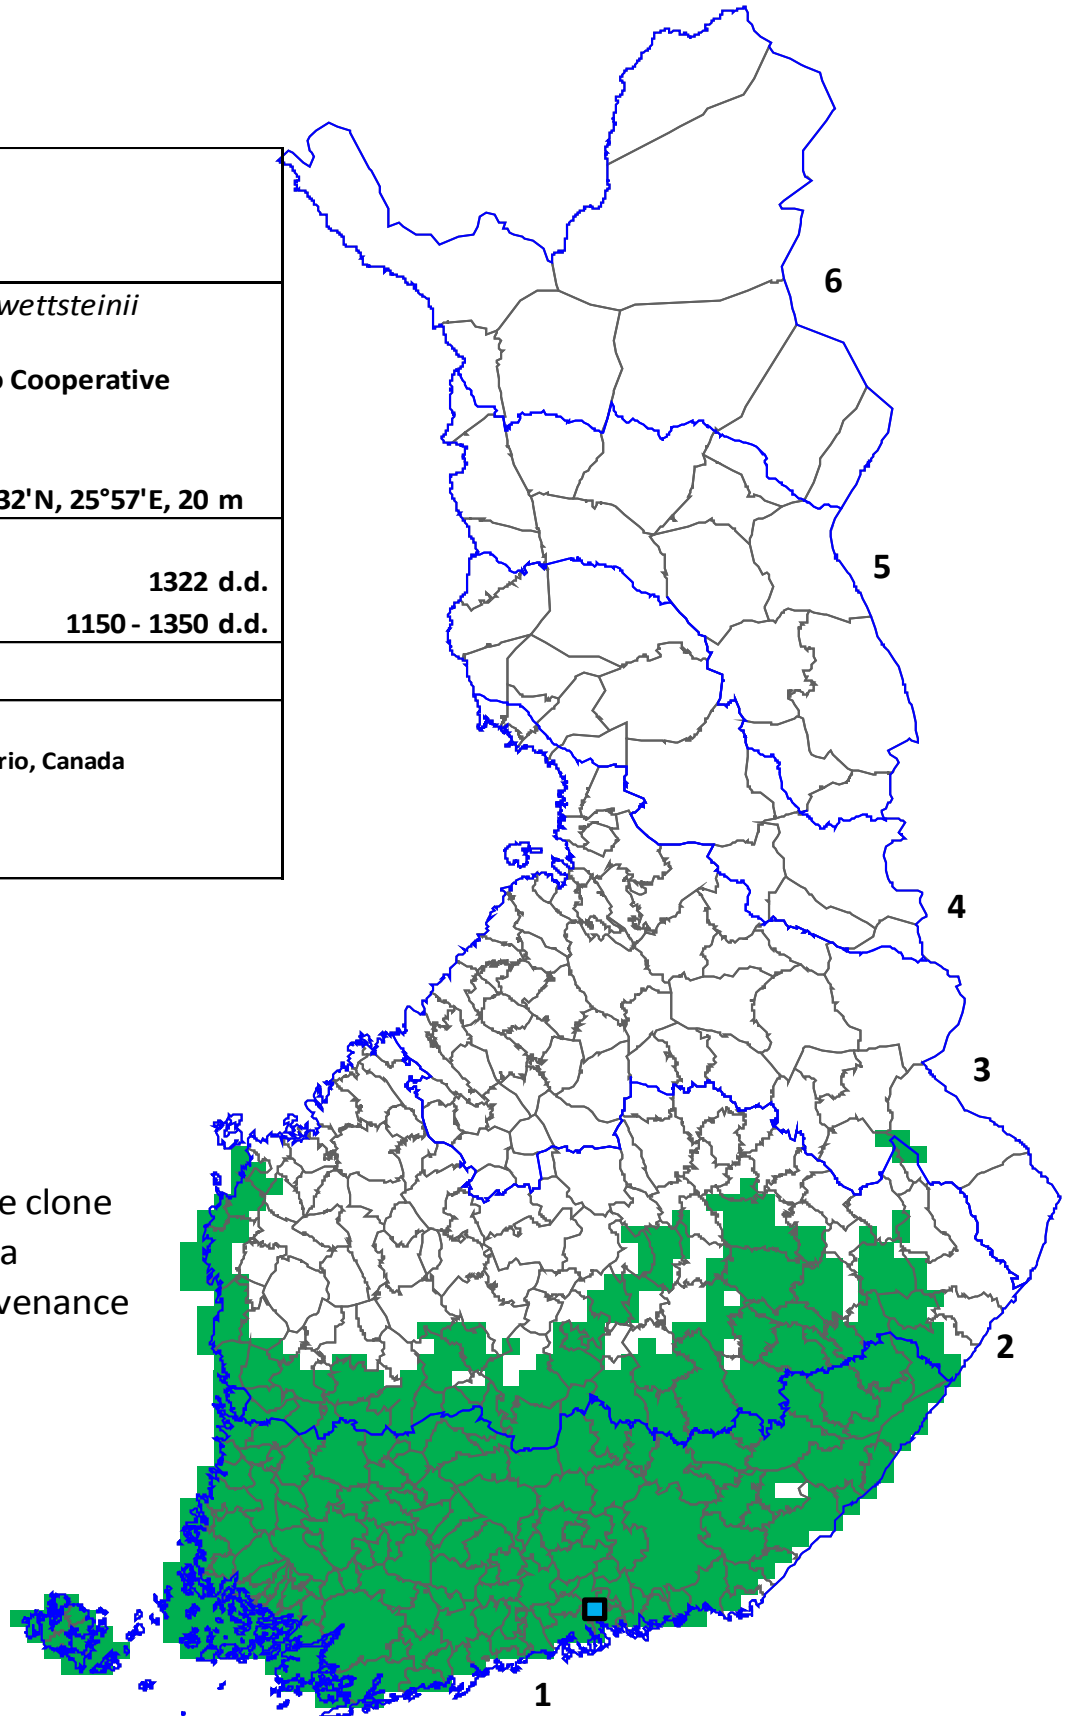 wettsteinii
Cooperative
32'N, 25°57'E, 20 m
1322 d.d.
1150 - 1350 d.d.
rio, Canada
6
5
4
3
2
1
e clone
a
venance